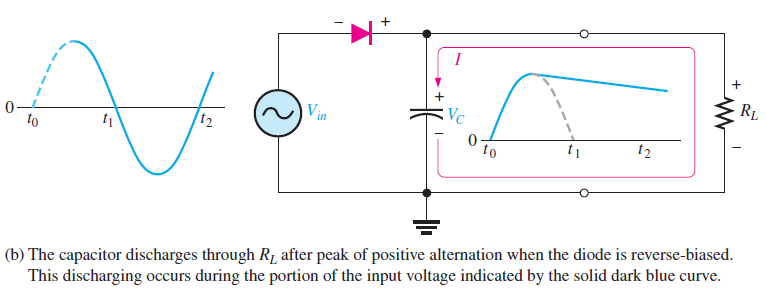 0
t0
t1
t2
Vin
− +
I
+
VC
−
0
t0
t1
t2
+
RL
−
(b) The capacitor discharges through RL after peak of positive alternation when the diode is reverse-biased.
This discharging occurs during the portion of the input voltage indicated by the solid dark blue curve.